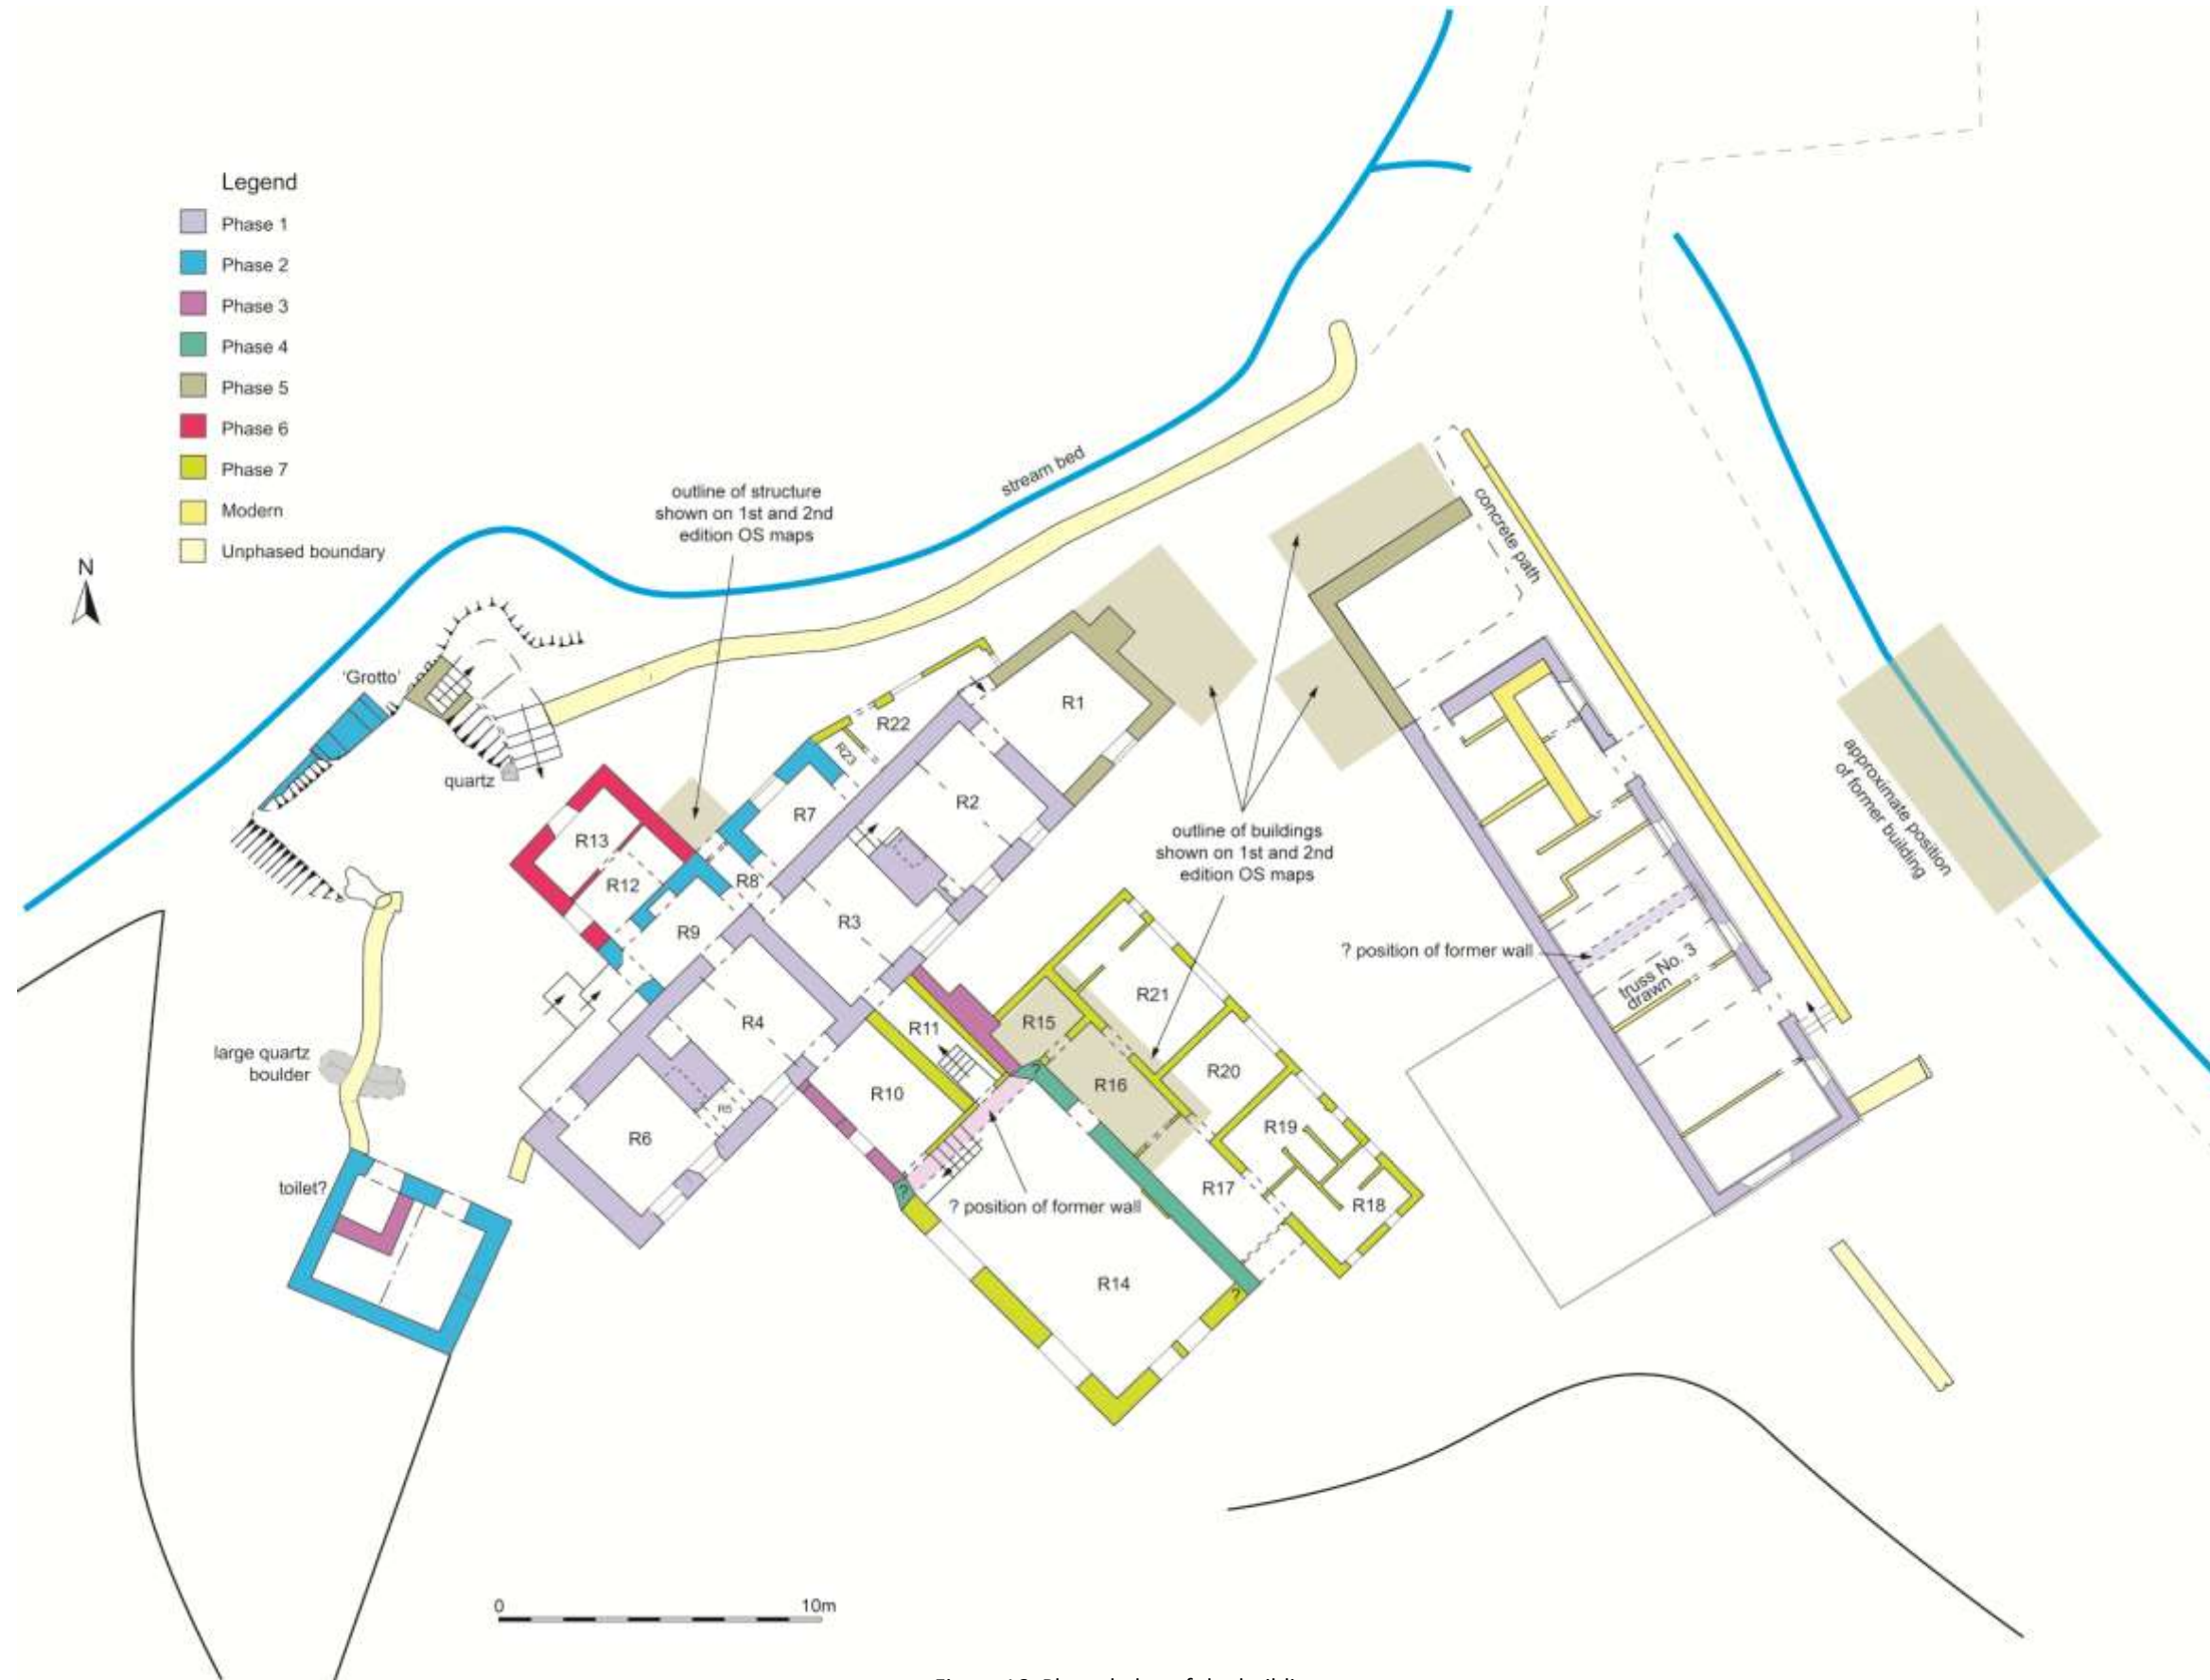 Legend
Phase 1
Phase 2
Phase 3
Phase 4
Phase 5
Phase 6
Phase 7
Modern
Unphased boundary
N
outline of structure
shown on 1st and 2nd
edition OS maps
stream bed
concrete path
'Grotto'
quartz
R1
R22
R23
R2
R7
R13
R12
R8
R3
R9
outline of buildings
shown on 1st and 2nd
edition OS maps
approximate position
of former building
? position of former wall
truss No. 3
drawn
R21
R15
R4
R11
R16
R20
R10
R5
R6
R19
R17
R18
large quartz
boulder
toilet?
?
?
? position of former wall
R14
?
0 10m